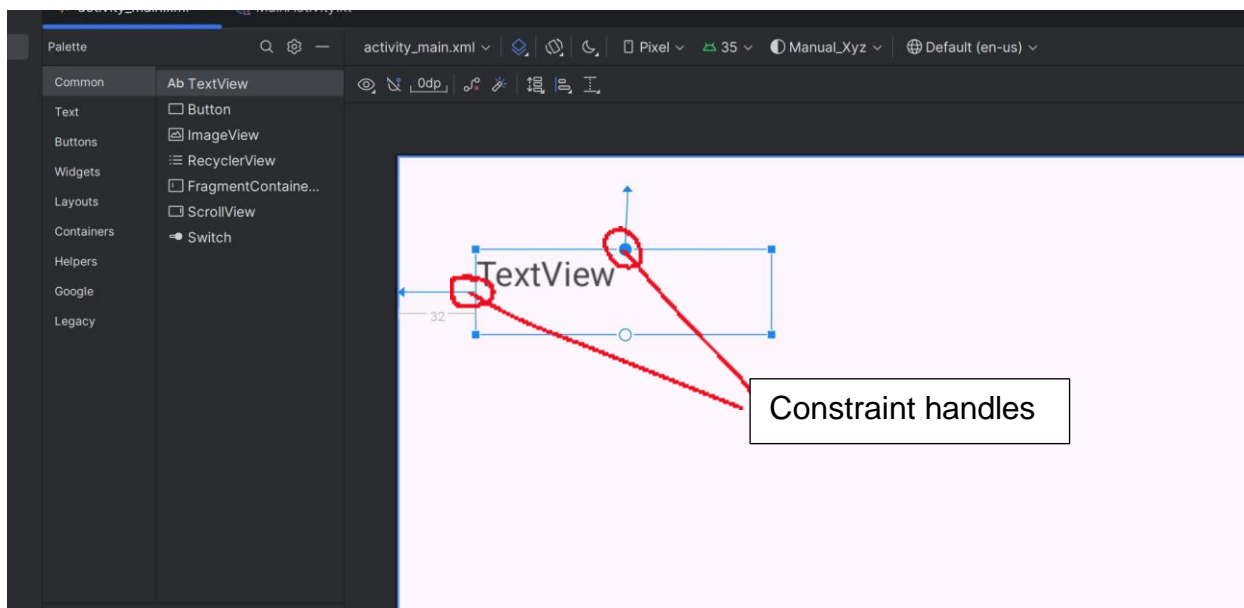 Palette
activity_main.xml
Pixel
35
Manual_Xyz
Default (en-us)
Common
Ab TextView
0dp
Text
Button
Buttons
ImageView
Widgets
RecyclerView
Layouts
FragmentContaine...
Containers
ScrollView
Helpers
Switch
Google
Legacy
TextView
32
Constraint handles